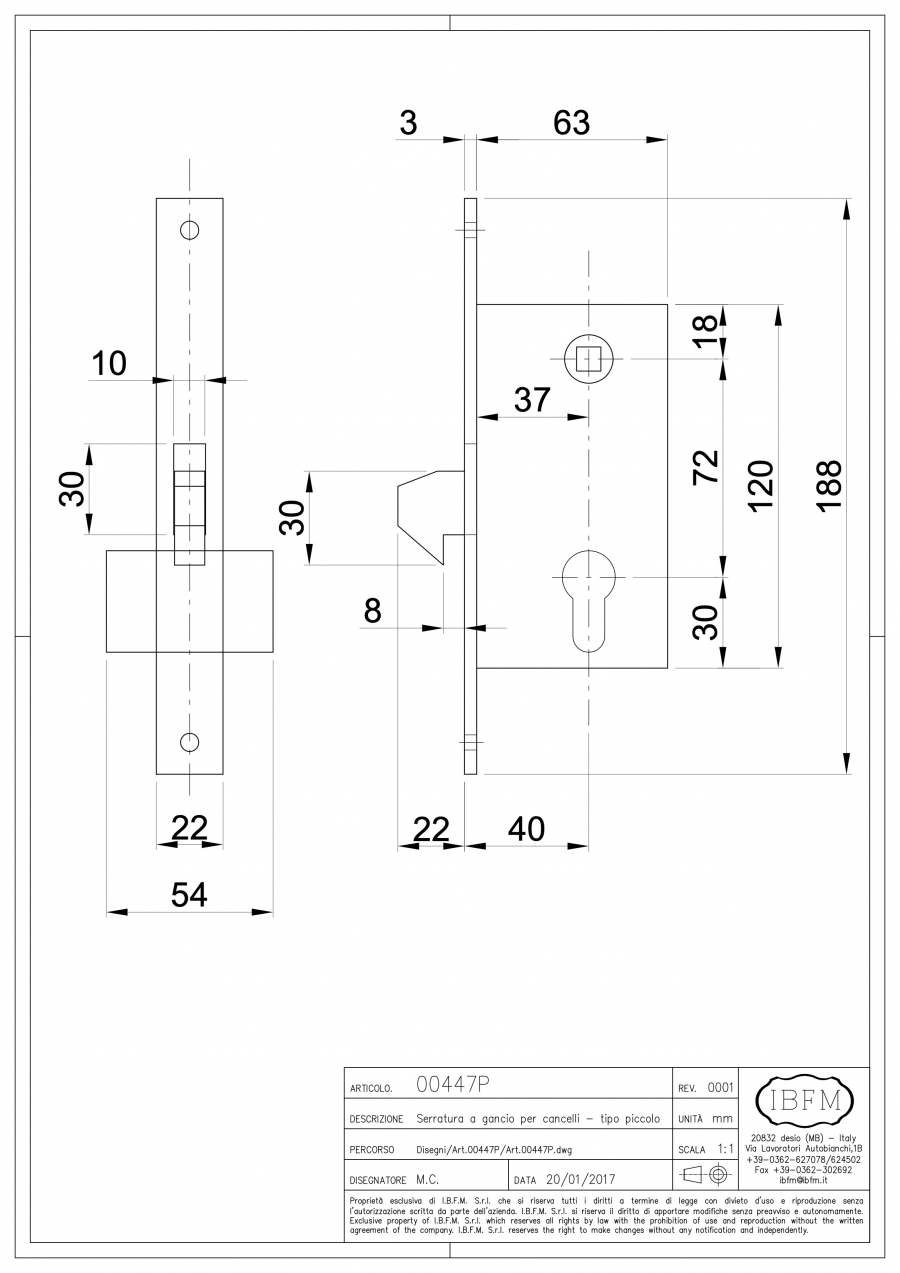 3 63
18
10
37
30
30
72
120
188
8
30
22
22 40
54
ARTICOLO. 00447P REV. 0001
DESCRIZIONE Serratura a gancio per cancelli – tipo piccolo UNITÀ mm
PERCORSO Disegni/Art.00447P/Art.00447P.dwg SCALA 1:1
DISEGNATORE M.C. DATA 20/01/2017
IBFM
20832 desio (MB) – Italy
Via Lavoratori Autobianchi,1B
+39-0362-627078/624502
Fax +39-0362-302692
ibfm@ibfm.it
Proprietà esclusiva di I.B.F.M. S.r.l. che si riserva tutti i diritti a termine di legge con divieto d'uso e riproduzione senza
l'autorizzazione scritta da parte dell'azienda. I.B.F.M. S.r.l. si riserva il diritto di apportare modifiche senza preavviso e autonomamente.
Exclusive property of I.B.F.M. S.r.l. which reserves all rights by law with the prohibition of use and reproduction without the written
agreement of the company. I.B.F.M. S.r.l. reserves the right to make changes without any notification and independently.